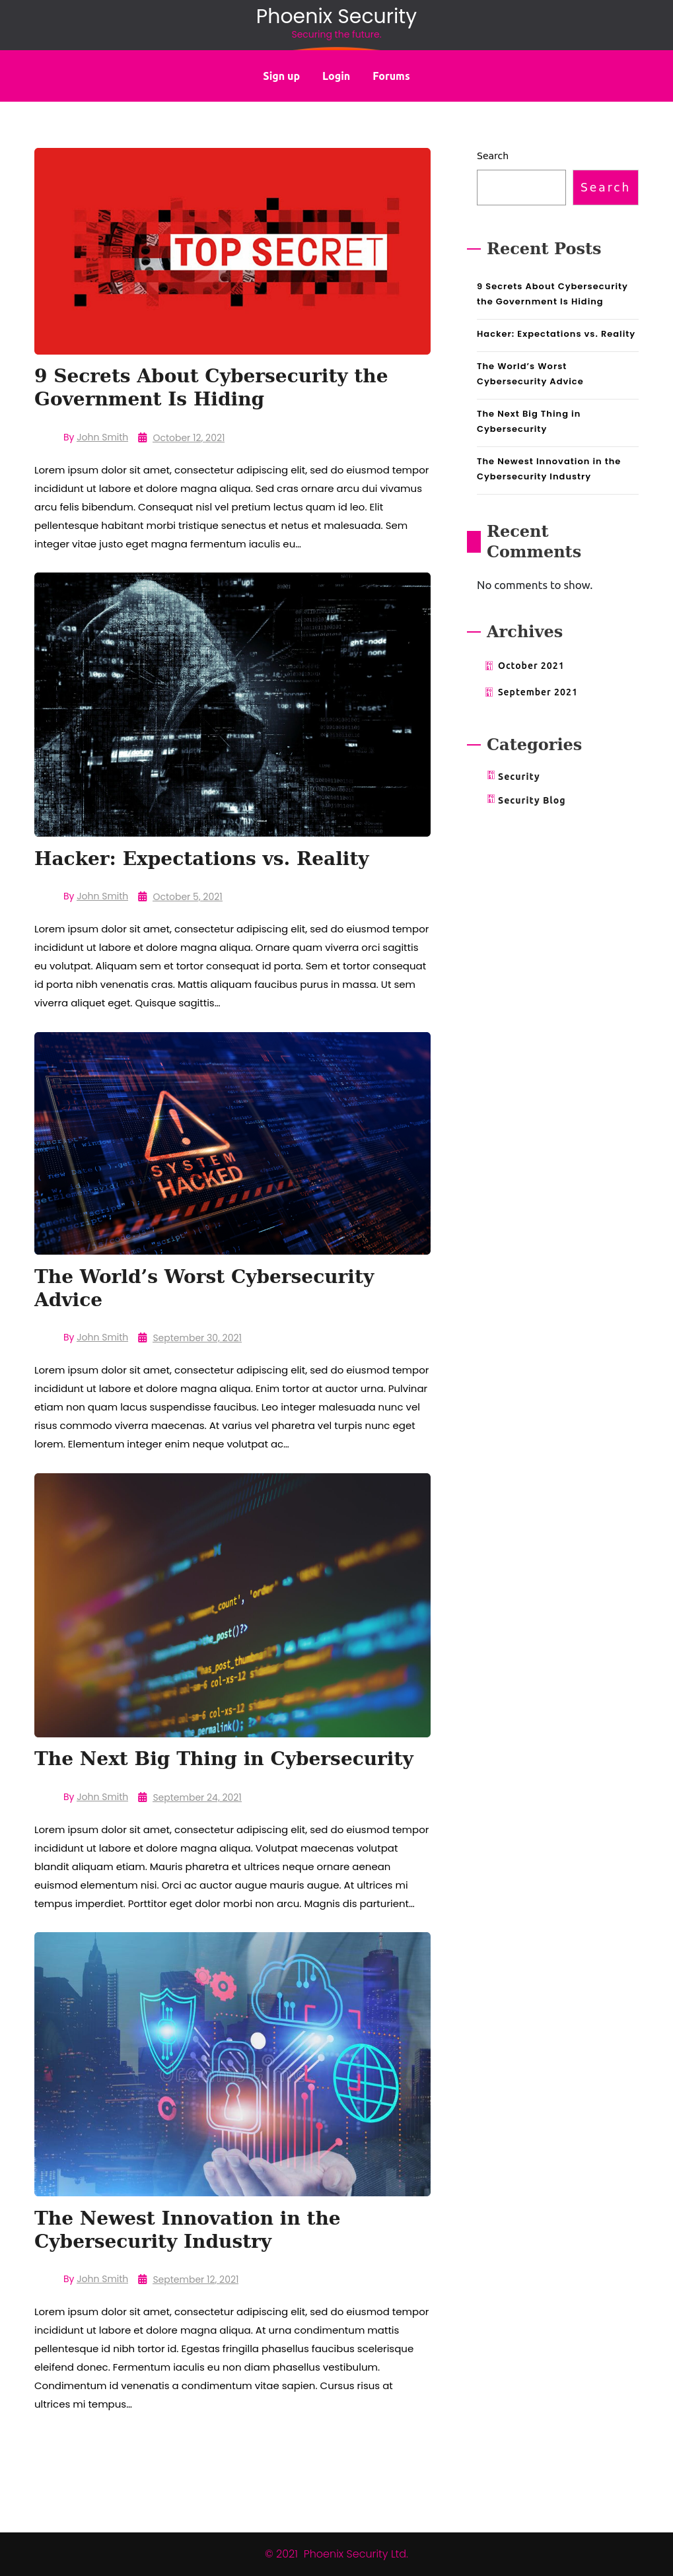 Phoenix Security
Securing the future.
Sign up Login Forums
TOP SECRET
9 Secrets About Cybersecurity the
Government Is Hiding
By John Smith October 12, 2021
Lorem ipsum dolor sit amet, consectetur adipiscing elit, sed do eiusmod tempor
incididunt ut labore et dolore magna aliqua. Sed cras ornare arcu dui vivamus
arcu felis bibendum. Consequat nisl vel pretium lectus quam id leo. Elit
pellentesque habitant morbi tristique senectus et netus et malesuada. Sem
integer vitae justo eget magna fermentum iaculis eu...
Hacker: Expectations vs. Reality
By John Smith October 5, 2021
Lorem ipsum dolor sit amet, consectetur adipiscing elit, sed do eiusmod tempor
incididunt ut labore et dolore magna aliqua. Ornare quam viverra orci sagittis
eu volutpat. Aliquam sem et tortor consequat id porta. Sem et tortor consequat
id porta nibh venenatis cras. Mattis aliquam faucibus purus in massa. Ut sem
viverra aliquet eget. Quisque sagittis...
SYSTEM
HACKED
The World's Worst Cybersecurity
Advice
By John Smith September 30, 2021
Lorem ipsum dolor sit amet, consectetur adipiscing elit, sed do eiusmod tempor
incididunt ut labore et dolore magna aliqua. Enim tortor at auctor urna. Pulvinar
etiam non quam lacus suspendisse faucibus. Leo integer malesuada nunc vel
risus commodo viverra maecenas. At varius vel pharetra vel turpis nunc eget
lorem. Elementum integer enim neque volutpat ac...
The Next Big Thing in Cybersecurity
By John Smith September 24, 2021
Lorem ipsum dolor sit amet, consectetur adipiscing elit, sed do eiusmod tempor
incididunt ut labore et dolore magna aliqua. Volutpat maecenas volutpat
blandit aliquam etiam. Mauris pharetra et ultrices neque ornare aenean
euismod elementum nisi. Orci ac auctor augue mauris augue. At ultrices mi
tempus imperdiet. Porttitor eget dolor morbi non arcu. Magnis dis parturient...
The Newest Innovation in the
Cybersecurity Industry
By John Smith September 12, 2021
Lorem ipsum dolor sit amet, consectetur adipiscing elit, sed do eiusmod tempor
incididunt ut labore et dolore magna aliqua. At urna condimentum mattis
pellentesque id nibh tortor id. Egestas fringilla phasellus faucibus scelerisque
eleifend donec. Fermentum iaculis eu non diam phasellus vestibulum.
Condimentum id venenatis a condimentum vitae sapien. Cursus risus at
ultrices mi tempus...
Search
Search
Recent Posts
9 Secrets About Cybersecurity
the Government Is Hiding
Hacker: Expectations vs. Reality
The World's Worst
Cybersecurity Advice
The Next Big Thing in
Cybersecurity
The Newest Innovation in the
Cybersecurity Industry
Recent
Comments
No comments to show.
Archives
October 2021
September 2021
Categories
Security
Security Blog
© 2021 Phoenix Security Ltd.